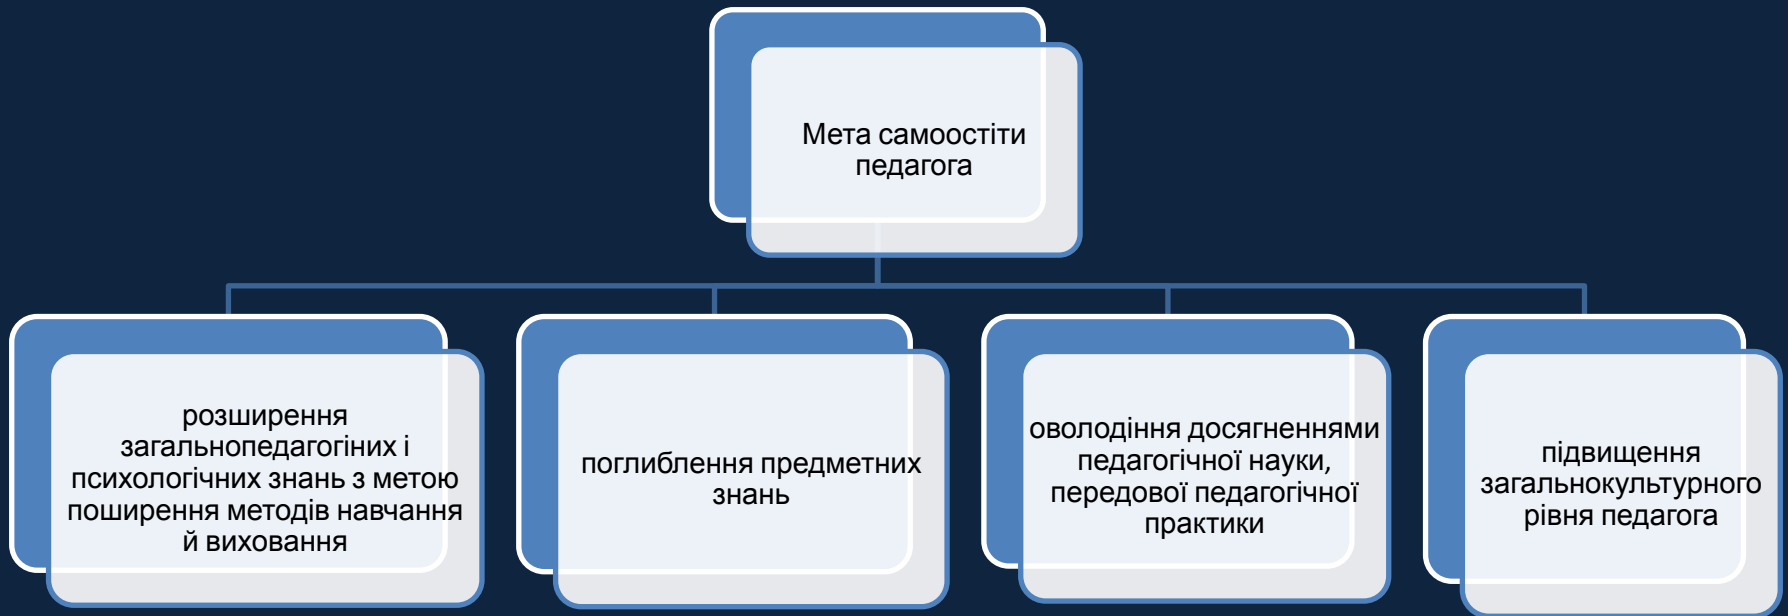 Мета самоостіти
педагога
розширення
загальнопедагогіних і
психологічних знань з метою
поширення методів навчання
й виховання
поглиблення предметних
знань
оволодіння досягненнями
педагогічної науки,
передової педагогічної
практики
підвищення
загальнокультурного
рівня педагога